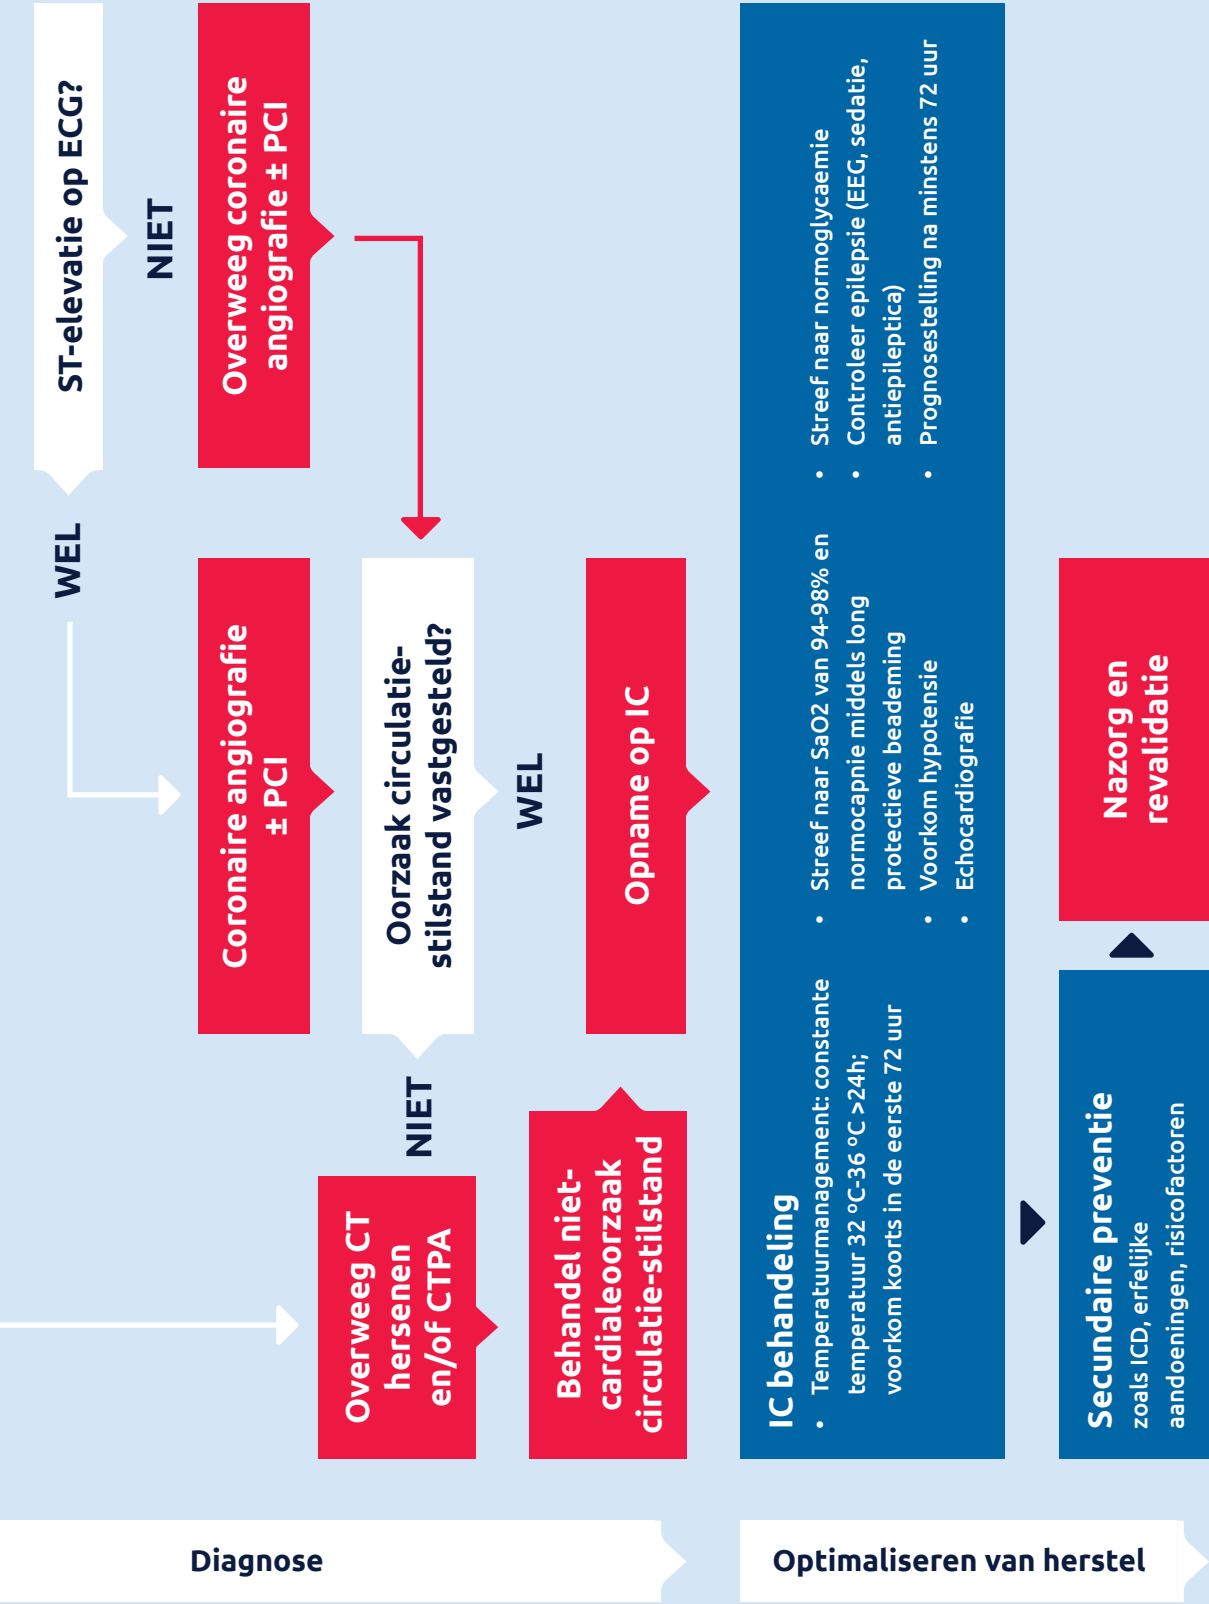 ST-elevatie op ECG?
WEL
NIET
Coronaire angiografie
± PCI
Overweeg coronaire
angiografie ± PCI
Oorzaak circulatie-
stilstand vastgesteld?
NIET
WEL
Overweeg CT
hersenen
en/of CTPA
Behandel niet-
cardialeoorzaak
circulatie-stilstand
Opname op IC
IC behandeling
• Temperatuurmanagement: constante
temperatuur 32 °C-36 °C >24h;
voorkom koorts in de eerste 72 uur
• Streef naar SaO2 van 94-98% en
normocapnie middels long
protectieve beademing
• Voorkom hypotensie
• Echocardiografie
• Streef naar normoglycaemie
• Controleer epilepsie (EEG, sedatie,
antiepileptica)
• Prognosestelling na minstens 72 uur
Secundaire preventie
zoals ICD, erfelijke
aandoeningen, risicofactoren
Nazorg en
revalidatie
Diagnose
Optimaliseren van herstel